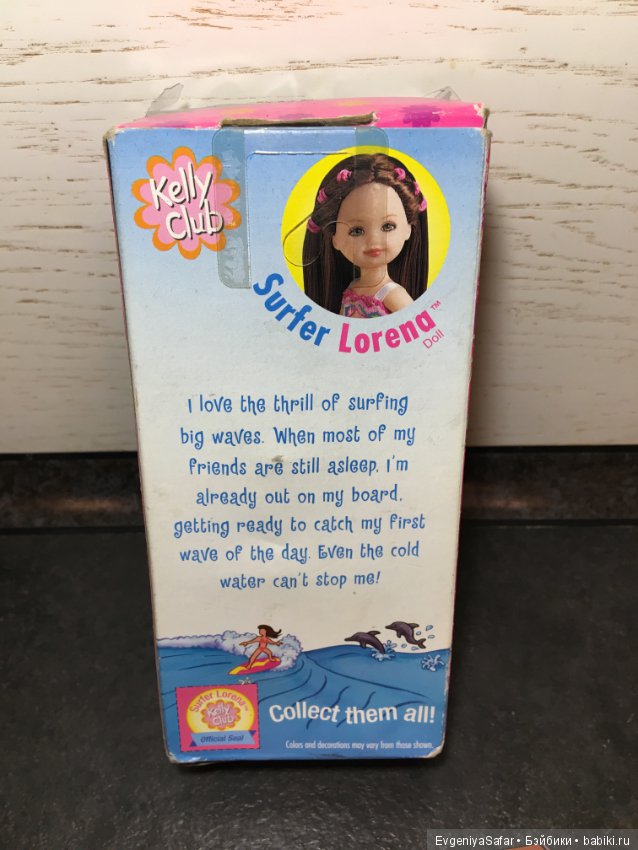 Kelly
Club
Surfer Lorena™
Doll
I love the thrill of surfing
big waves. When most of my
friends are still asleep, I'm
already out on my board,
getting ready to catch my first
wave of the day. Even the cold
water can't stop me!
Surfer Lorena™
Kelly
Club
Official Seal
Collect them all!
Colors and decorations may vary from those shown.
EvgeniyaSafar • Бэйбики • babiki.ru